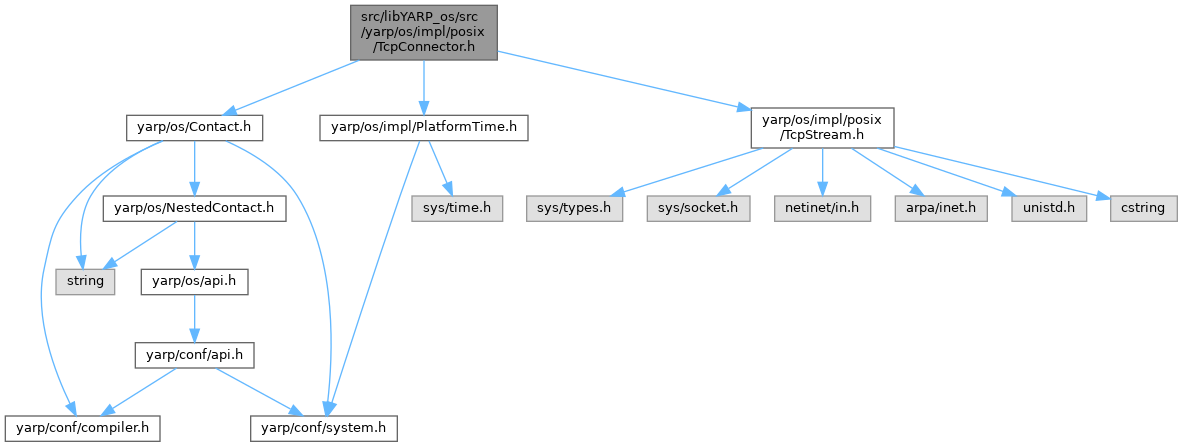 src/libYARP_os/src
/yarp/os/impl/posix
/TcpConnector.h
yarp/os/Contact.h
yarp/os/impl/PlatformTime.h
yarp/os/impl/posix
/TcpStream.h
yarp/os/NestedContact.h
sys/time.h
sys/types.h
sys/socket.h
netinet/in.h
arpa/inet.h
unistd.h
cstring
string
yarp/os/api.h
yarp/conf/api.h
yarp/conf/compiler.h
yarp/conf/system.h